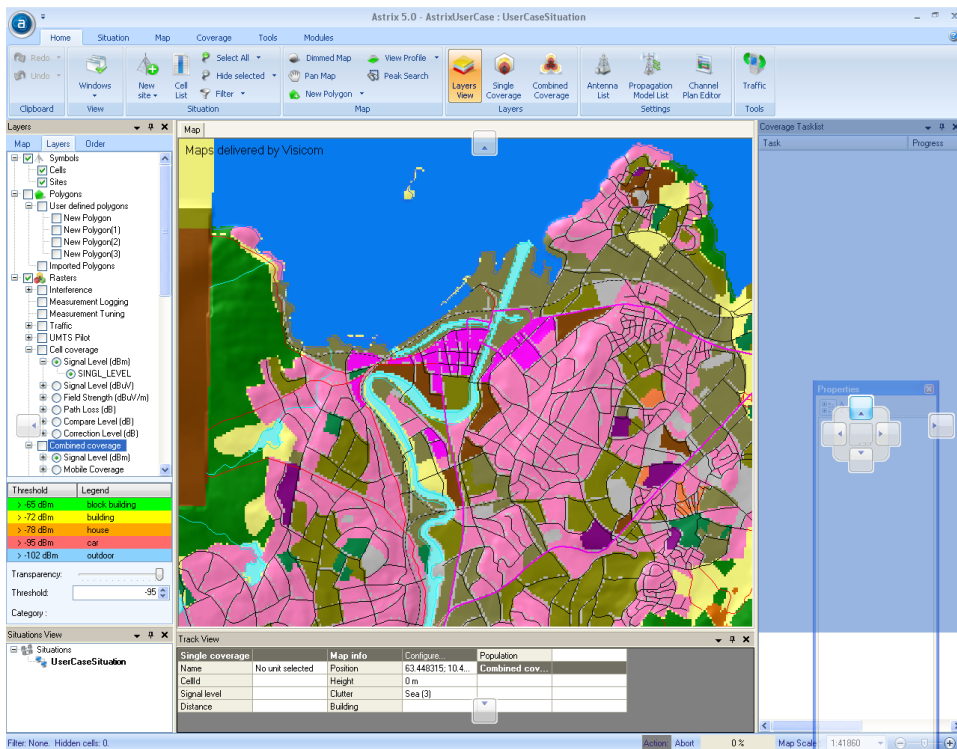 Astrix 5.0 - AstrixUserCase : UserCaseSituation
Home Situation Map Coverage Tools Modules
Redo
Undo
Clipboard
Windows
View
New site
Cell List
Select All
Hide selected
Filter
Situation
Dimmed Map
Pan Map
New Polygon
View Profile
Peak Search
Map
Layers View
Single Coverage
Combined Coverage
Layers
Antenna List
Propagation Model List
Channel Plan Editor
Settings
Traffic
Tools
Layers
Map Layers Order
Symbols
Cells
Sites
Polygons
User defined polygons
New Polygon
New Polygon(1)
New Polygon(2)
New Polygon(3)
Imported Polygons
Rasters
Interference
Measurement Logging
Measurement Tuning
Traffic
UMTS Pilot
Cell coverage
Signal Level (dBm)
SINGL_LEVEL
Signal Level (dBuV)
Field Strength (dBuV/m)
Path Loss (dB)
Compare Level (dB)
Correction Level (dB)
Combined coverage
Signal Level (dBm)
Mobile Coverage
Threshold Legend
> -65 dBm block building
> -72 dBm building
> -78 dBm house
> -95 dBm car
> -102 dBm outdoor
Transparency:
Threshold: -95
Category :
Situations View
Situations
UserCaseSituation
Map
Maps delivered by Visicom
Track View
Single coverage Map info Configure... Population
Name No unit selected Position 63.448315; 10.4... Combined cov...
CellId Height 0 m
Signal level Clutter Sea (3)
Distance Building
Coverage Tasklist
Task Progress
Properties
Filter: None. Hidden cells: 0.
Action: Abort 0 % Map Scale 1:41860